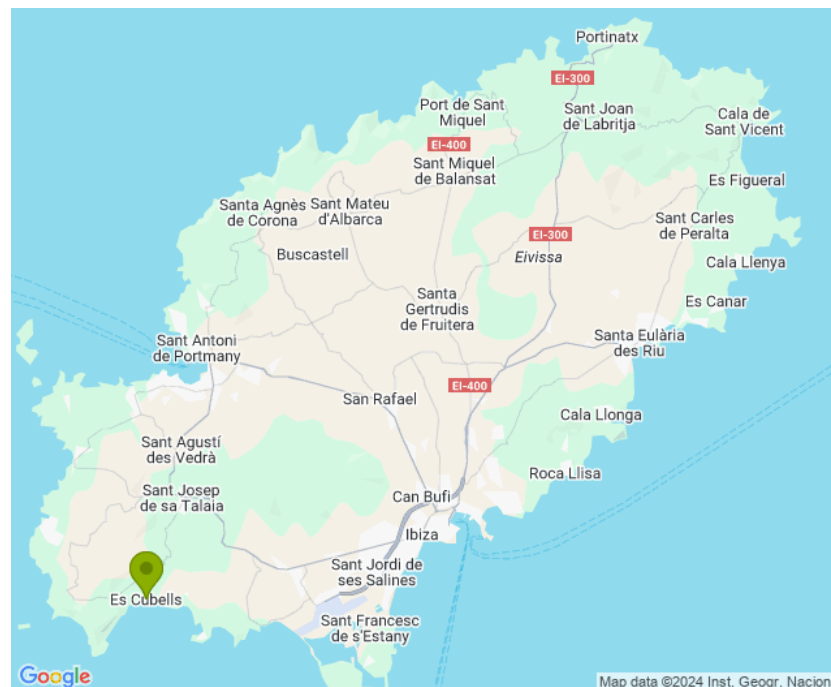 Portinatx
EI-300
Port de Sant
Miquel
Sant Joan
de Labritja
Cala de
Sant Vicent
EI-400
Sant Miquel
de Balansat
Es Figueral
Santa Agnès
de Corona
Sant Mateu
d'Albarca
Sant Carles
de Peralta
EI-300
Buscastell
Eivissa
Cala Llenya
Santa
Gertrudis
de Fruitera
Es Canar
Sant Antoni
de Portmany
Santa Eulària
des Riu
EI-400
San Rafael
Cala Llonga
Sant Agustí
des Vedrà
Roca Llisa
Sant Josep
de sa Talaia
Can Bufi
Ibiza
Sant Jordi de
ses Salines
Es Cubells
Sant Francesc
de s'Estany
Google
Map data ©2024 Inst. Geogr. Nacion